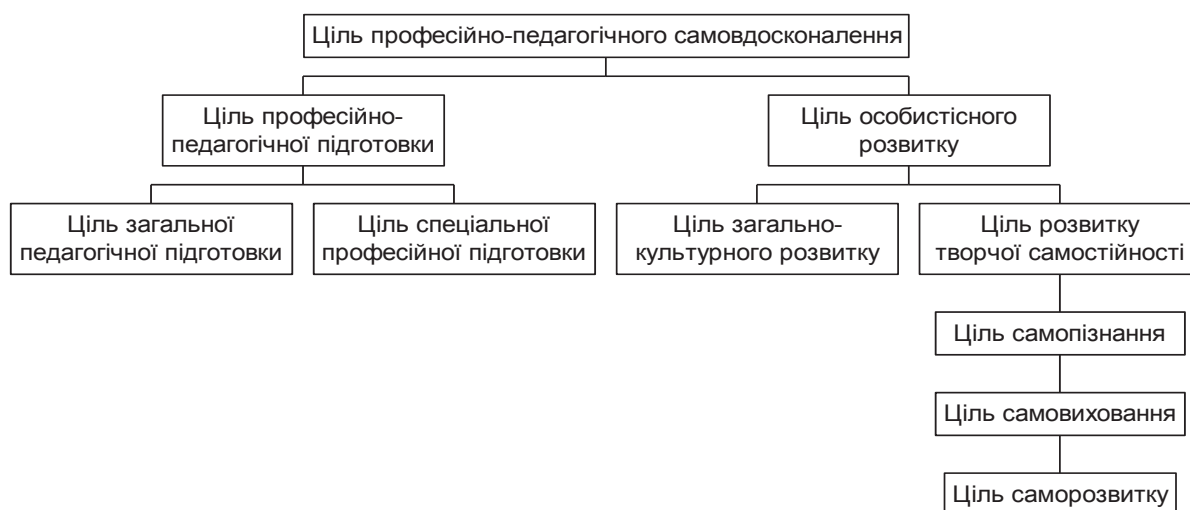 Ціль професійно-педагогічного самовдосконалення
Ціль професійно-
педагогічної підготовки
Ціль особистісного
розвитку
Ціль загальної
педагогічної підготовки
Ціль спеціальної
професійної підготовки
Ціль загально-
культурного розвитку
Ціль розвитку
творчої самостійності
Ціль самопізнання
Ціль самовиховання
Ціль саморозвитку